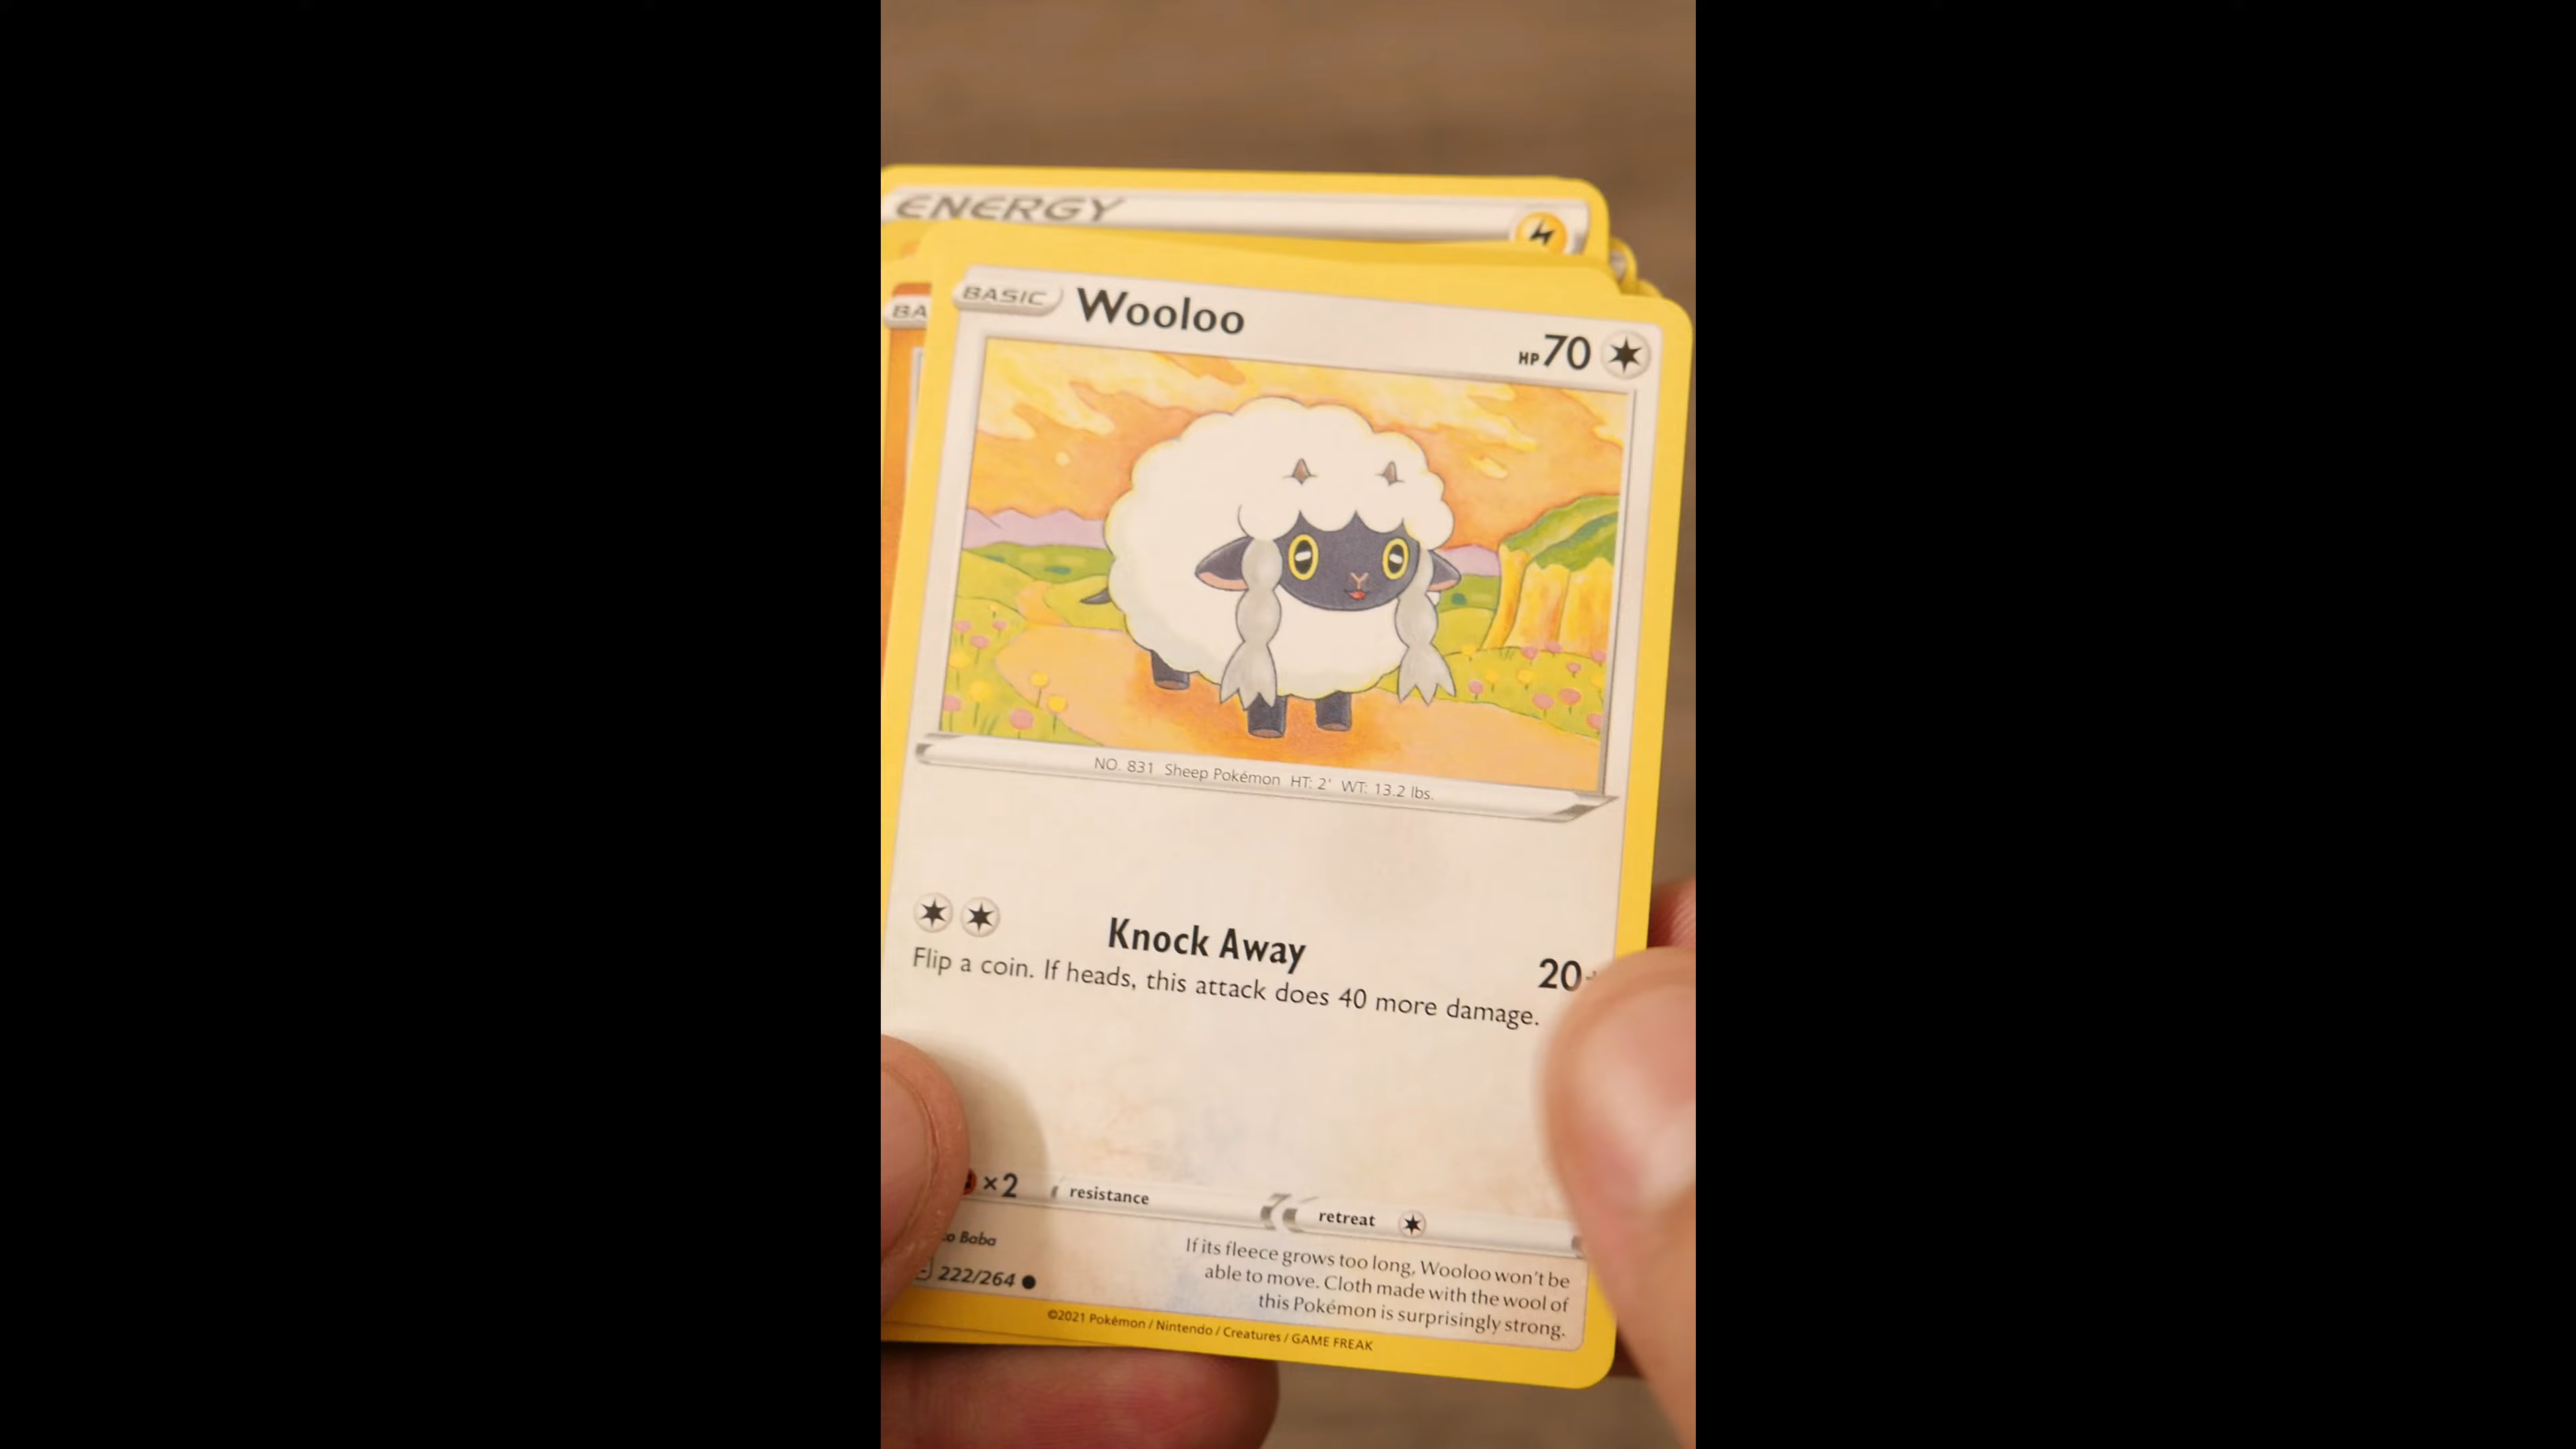 ENERGY
BASIC Wooloo HP 70
BA
NO. 831 Sheep Pokémon HT: 2' WT: 13.2 lbs.
Knock Away 20
Flip a coin. If heads, this attack does 40 more damage.
×2 resistance retreat
Baba
222/264
If its fleece grows too long, Wooloo won't be
able to move. Cloth made with the wool of
this Pokémon is surprisingly strong.
©2021 Pokémon / Nintendo / Creatures / GAME FREAK